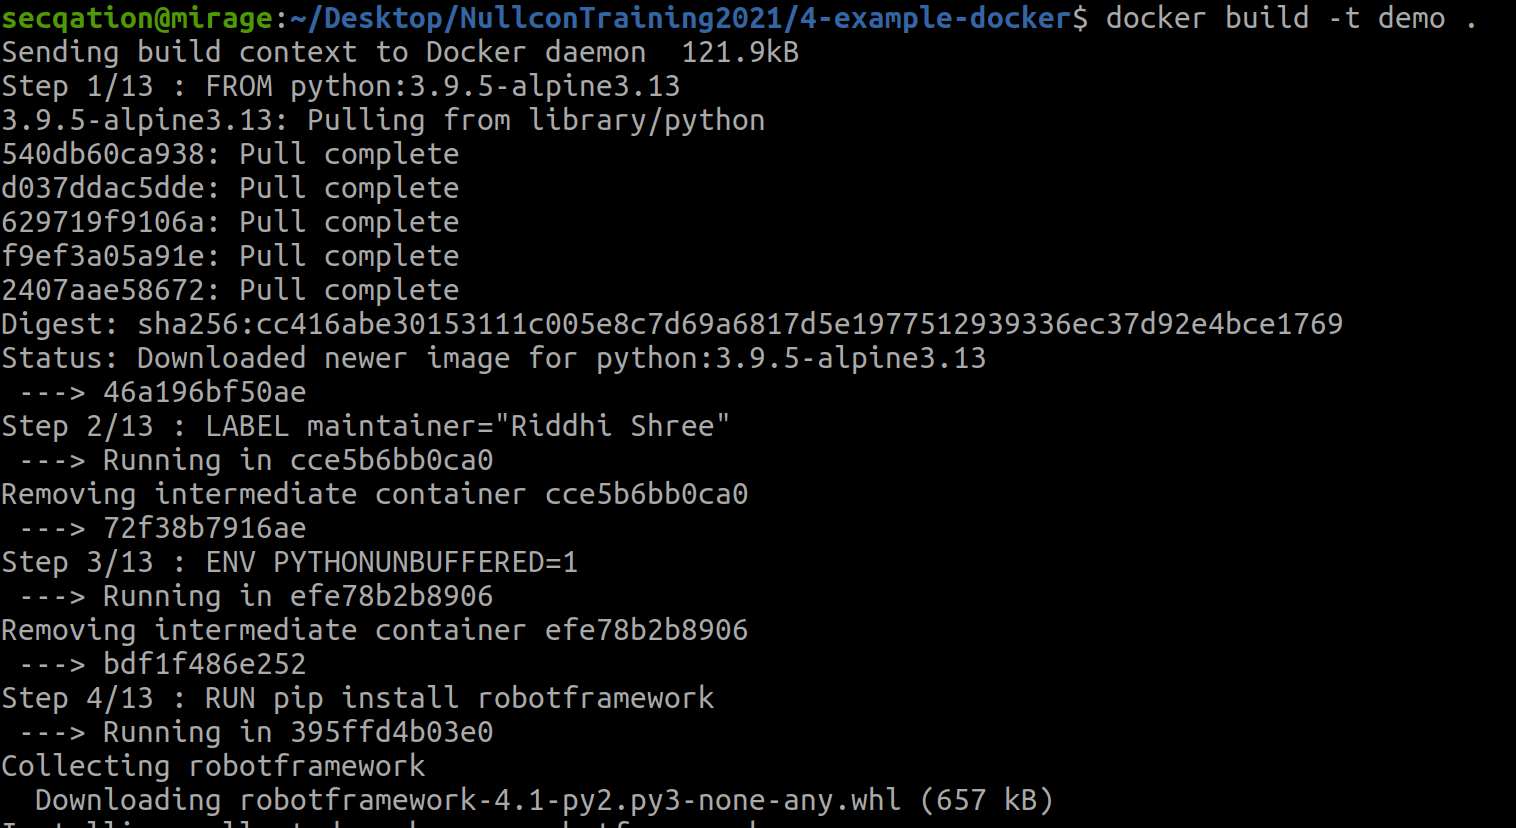 secqation@mirage:~/Desktop/NullconTraining2021/4-example-docker$ docker build -t demo .
Sending build context to Docker daemon  121.9kB
Step 1/13 : FROM python:3.9.5-alpine3.13
3.9.5-alpine3.13: Pulling from library/python
540db60ca938: Pull complete
d037ddac5dde: Pull complete
629719f9106a: Pull complete
f9ef3a05a91e: Pull complete
2407aae58672: Pull complete
Digest: sha256:cc416abe30153111c005e8c7d69a6817d5e1977512939336ec37d92e4bce1769
Status: Downloaded newer image for python:3.9.5-alpine3.13
 ---> 46a196bf50ae
Step 2/13 : LABEL maintainer="Riddhi Shree"
 ---> Running in cce5b6bb0ca0
Removing intermediate container cce5b6bb0ca0
 ---> 72f38b7916ae
Step 3/13 : ENV PYTHONUNBUFFERED=1
 ---> Running in efe78b2b8906
Removing intermediate container efe78b2b8906
 ---> bdf1f486e252
Step 4/13 : RUN pip install robotframework
 ---> Running in 395ffd4b03e0
Collecting robotframework
  Downloading robotframework-4.1-py2.py3-none-any.whl (657 kB)